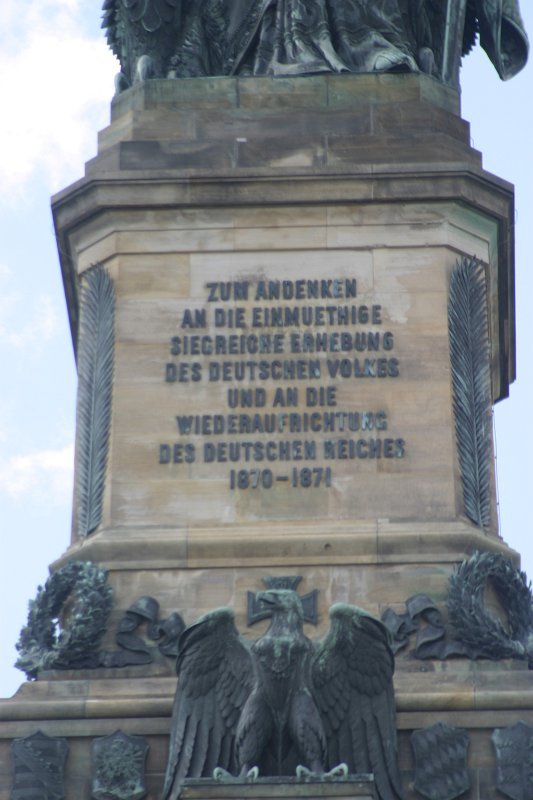 ZUM ANDENKEN
AN DIE EINMUETHIGE
SIEGREICHE ERHEBUNG
DES DEUTSCHEN VOLKES
UND AN DIE
WIEDERAUFRICHTUNG
DES DEUTSCHEN REICHES
1870-1871